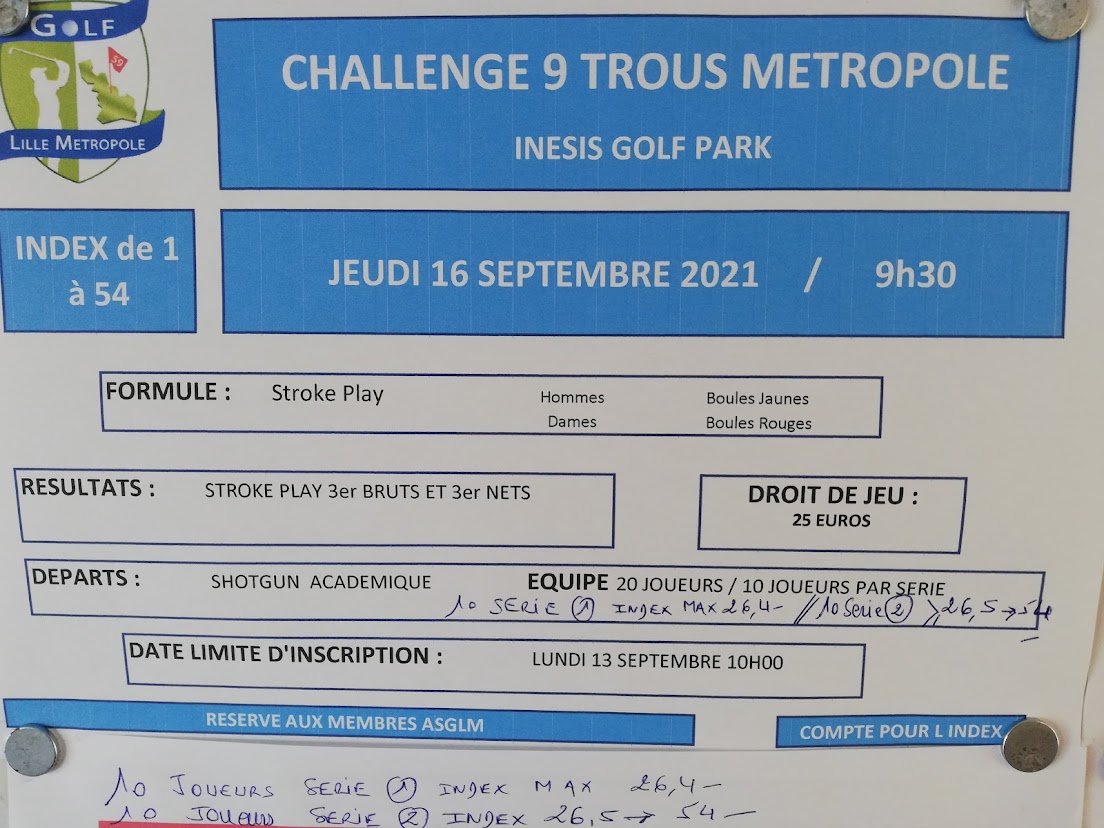 GOLF
59
LILLE METROPOLE
CHALLENGE 9 TROUS METROPOLE
INESIS GOLF PARK
INDEX de 1
à 54
JEUDI 16 SEPTEMBRE 2021 / 9h30
FORMULE : Stroke Play Hommes Boules Jaunes
Dames Boules Rouges
RESULTATS : STROKE PLAY 3er BRUTS ET 3er NETS
DROIT DE JEU :
25 EUROS
DEPARTS : SHOTGUN ACADEMIQUE EQUIPE 20 JOUEURS / 10 JOUEURS PAR SERIE
10 SERIE 1 INDEX MAX 26,4 - // 10 Serie 2 > 26,5 → 54
DATE LIMITE D'INSCRIPTION : LUNDI 13 SEPTEMBRE 10H00
RESERVE AUX MEMBRES ASGLM
COMPTE POUR L INDEX
10 JOUEURS SERIE 1 INDEX MAX 26,4 -
10 JOUEURS SERIE 2 INDEX 26,5 → 54 -